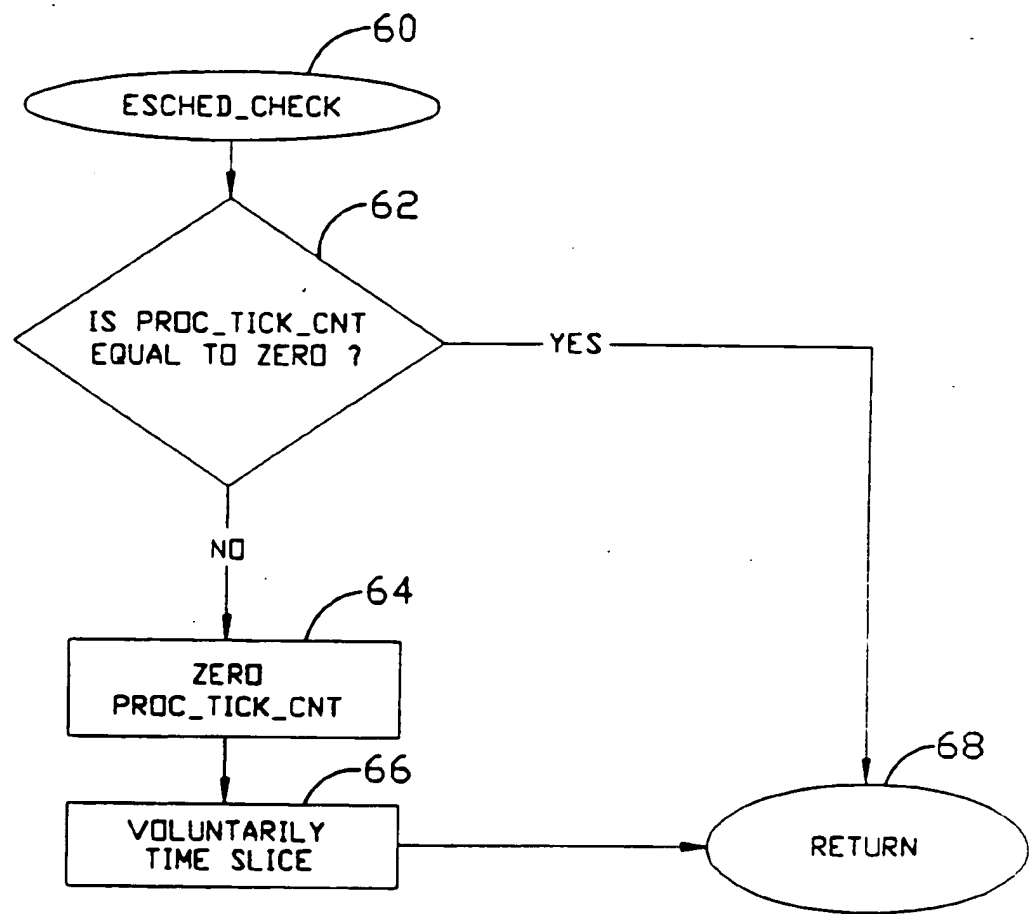 60
ESCHED_CHECK
62
IS PROC_TICK_CNT
EQUAL TO ZERO ?
YES
NO
64
ZERO
PROC_TICK_CNT
66
VOLUNTARILY
TIME SLICE
68
RETURN